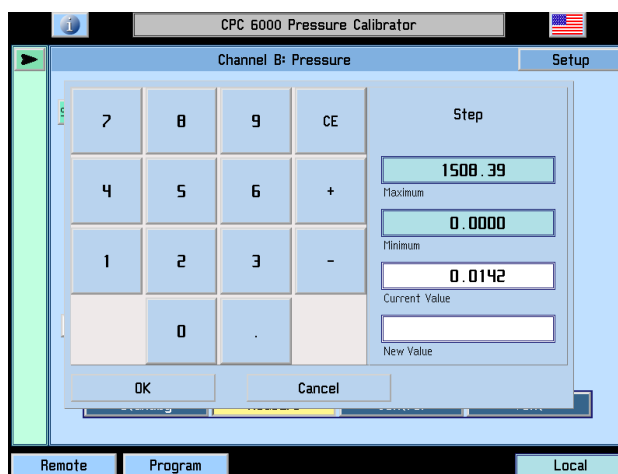 CPC 6000 Pressure Calibrator
Channel B: Pressure
Setup
7 8 9 CE
Step
4 5 6 +
1508.39
Maximum
0.0000
Minimum
1 2 3 -
0.0142
Current Value
0 .
New Value
OK Cancel
Remote Program Local